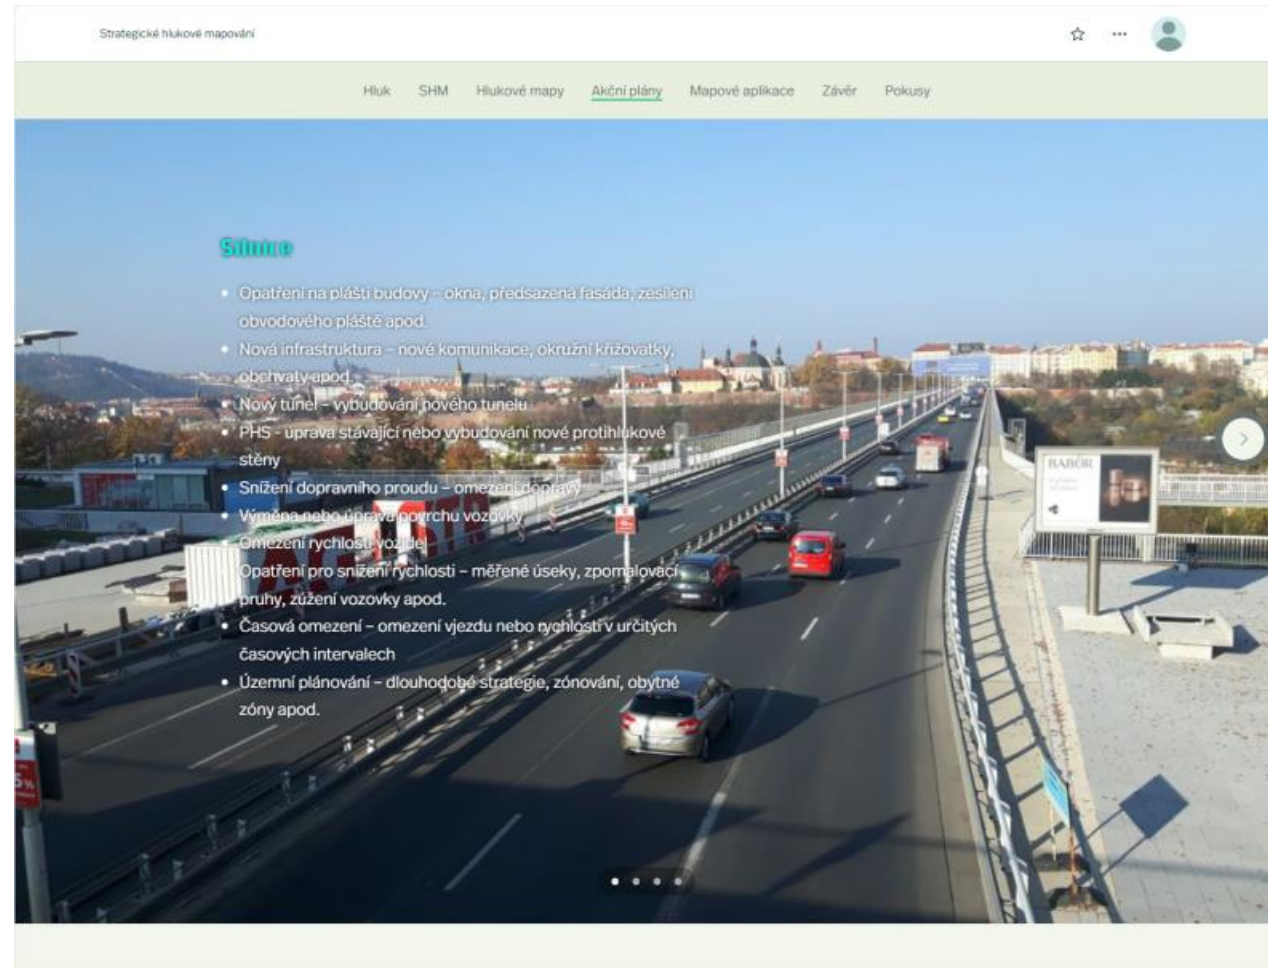 Strategické hlukové mapování
Hluk SHM Hlukové mapy Akční plány Mapové aplikace Závěr Pokusy
Silnice
• Opatření na plášti budovy – okna, předsazená fasáda, zesílení
obvodového pláště apod.
• Nová infrastruktura – nové komunikace, okružní křižovatky,
obchvaty apod.
• Nový tunel – vybudování nového tunelu
• PHS - úprava stávající nebo vybudování nové protihlukové
stěny
• Snížení dopravního proudu – omezení dopravy
• Výměna nebo úprava povrchu vozovky
• Omezení rychlosti vozidel
Opatření pro snížení rychlosti – měřené úseky, zpomalovací
pruhy, zúžení vozovky apod.
• Časová omezení – omezení vjezdu nebo rychlosti v určitých
časových intervalech
• Územní plánování – dlouhodobé strategie, zónování, obytné
zóny apod.
BABOR
5%